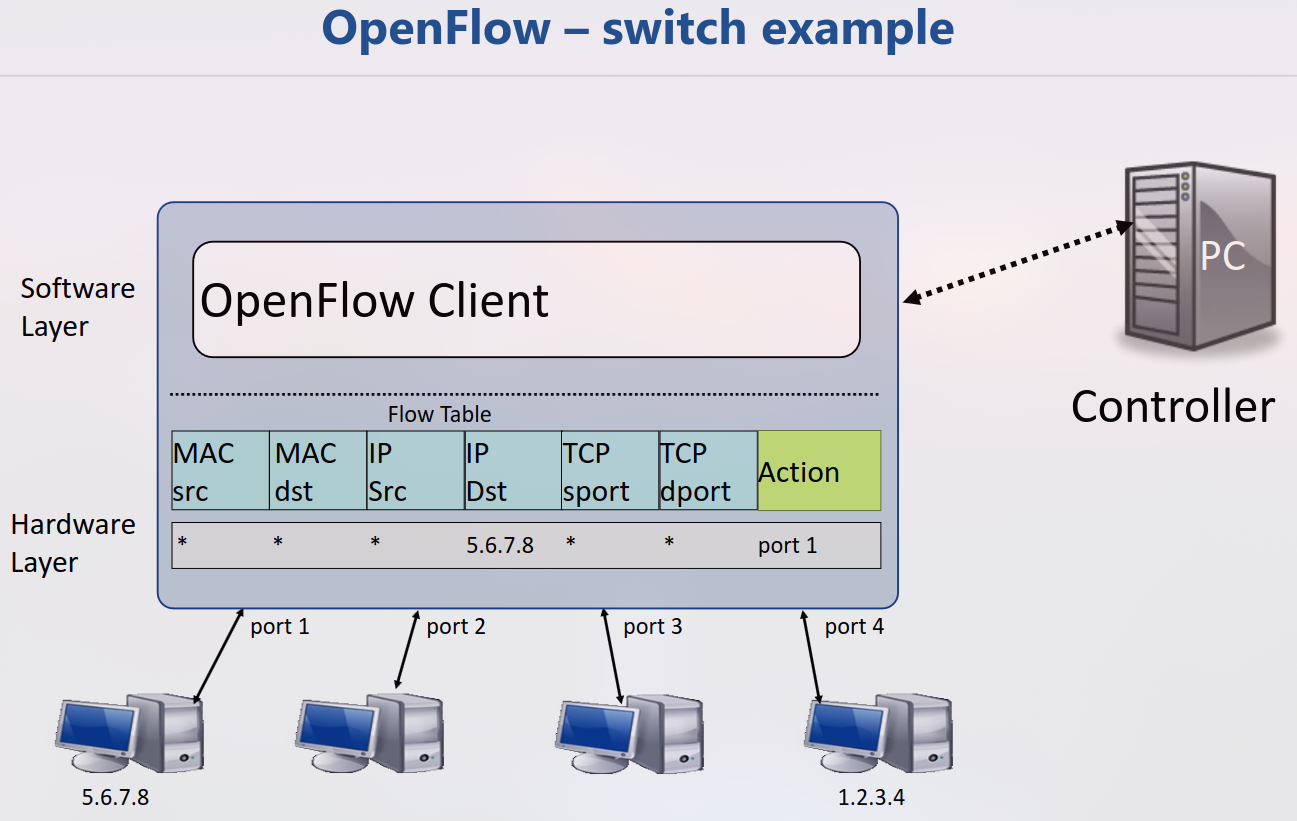 OpenFlow – switch example
PC
Controller
Software
Layer
OpenFlow Client
Flow Table
MAC
src
MAC
dst
IP
Src
IP
Dst
TCP
sport
TCP
dport
Action
Hardware
Layer
* * * 5.6.7.8 * * port 1
port 1
port 2
port 3
port 4
5.6.7.8
1.2.3.4